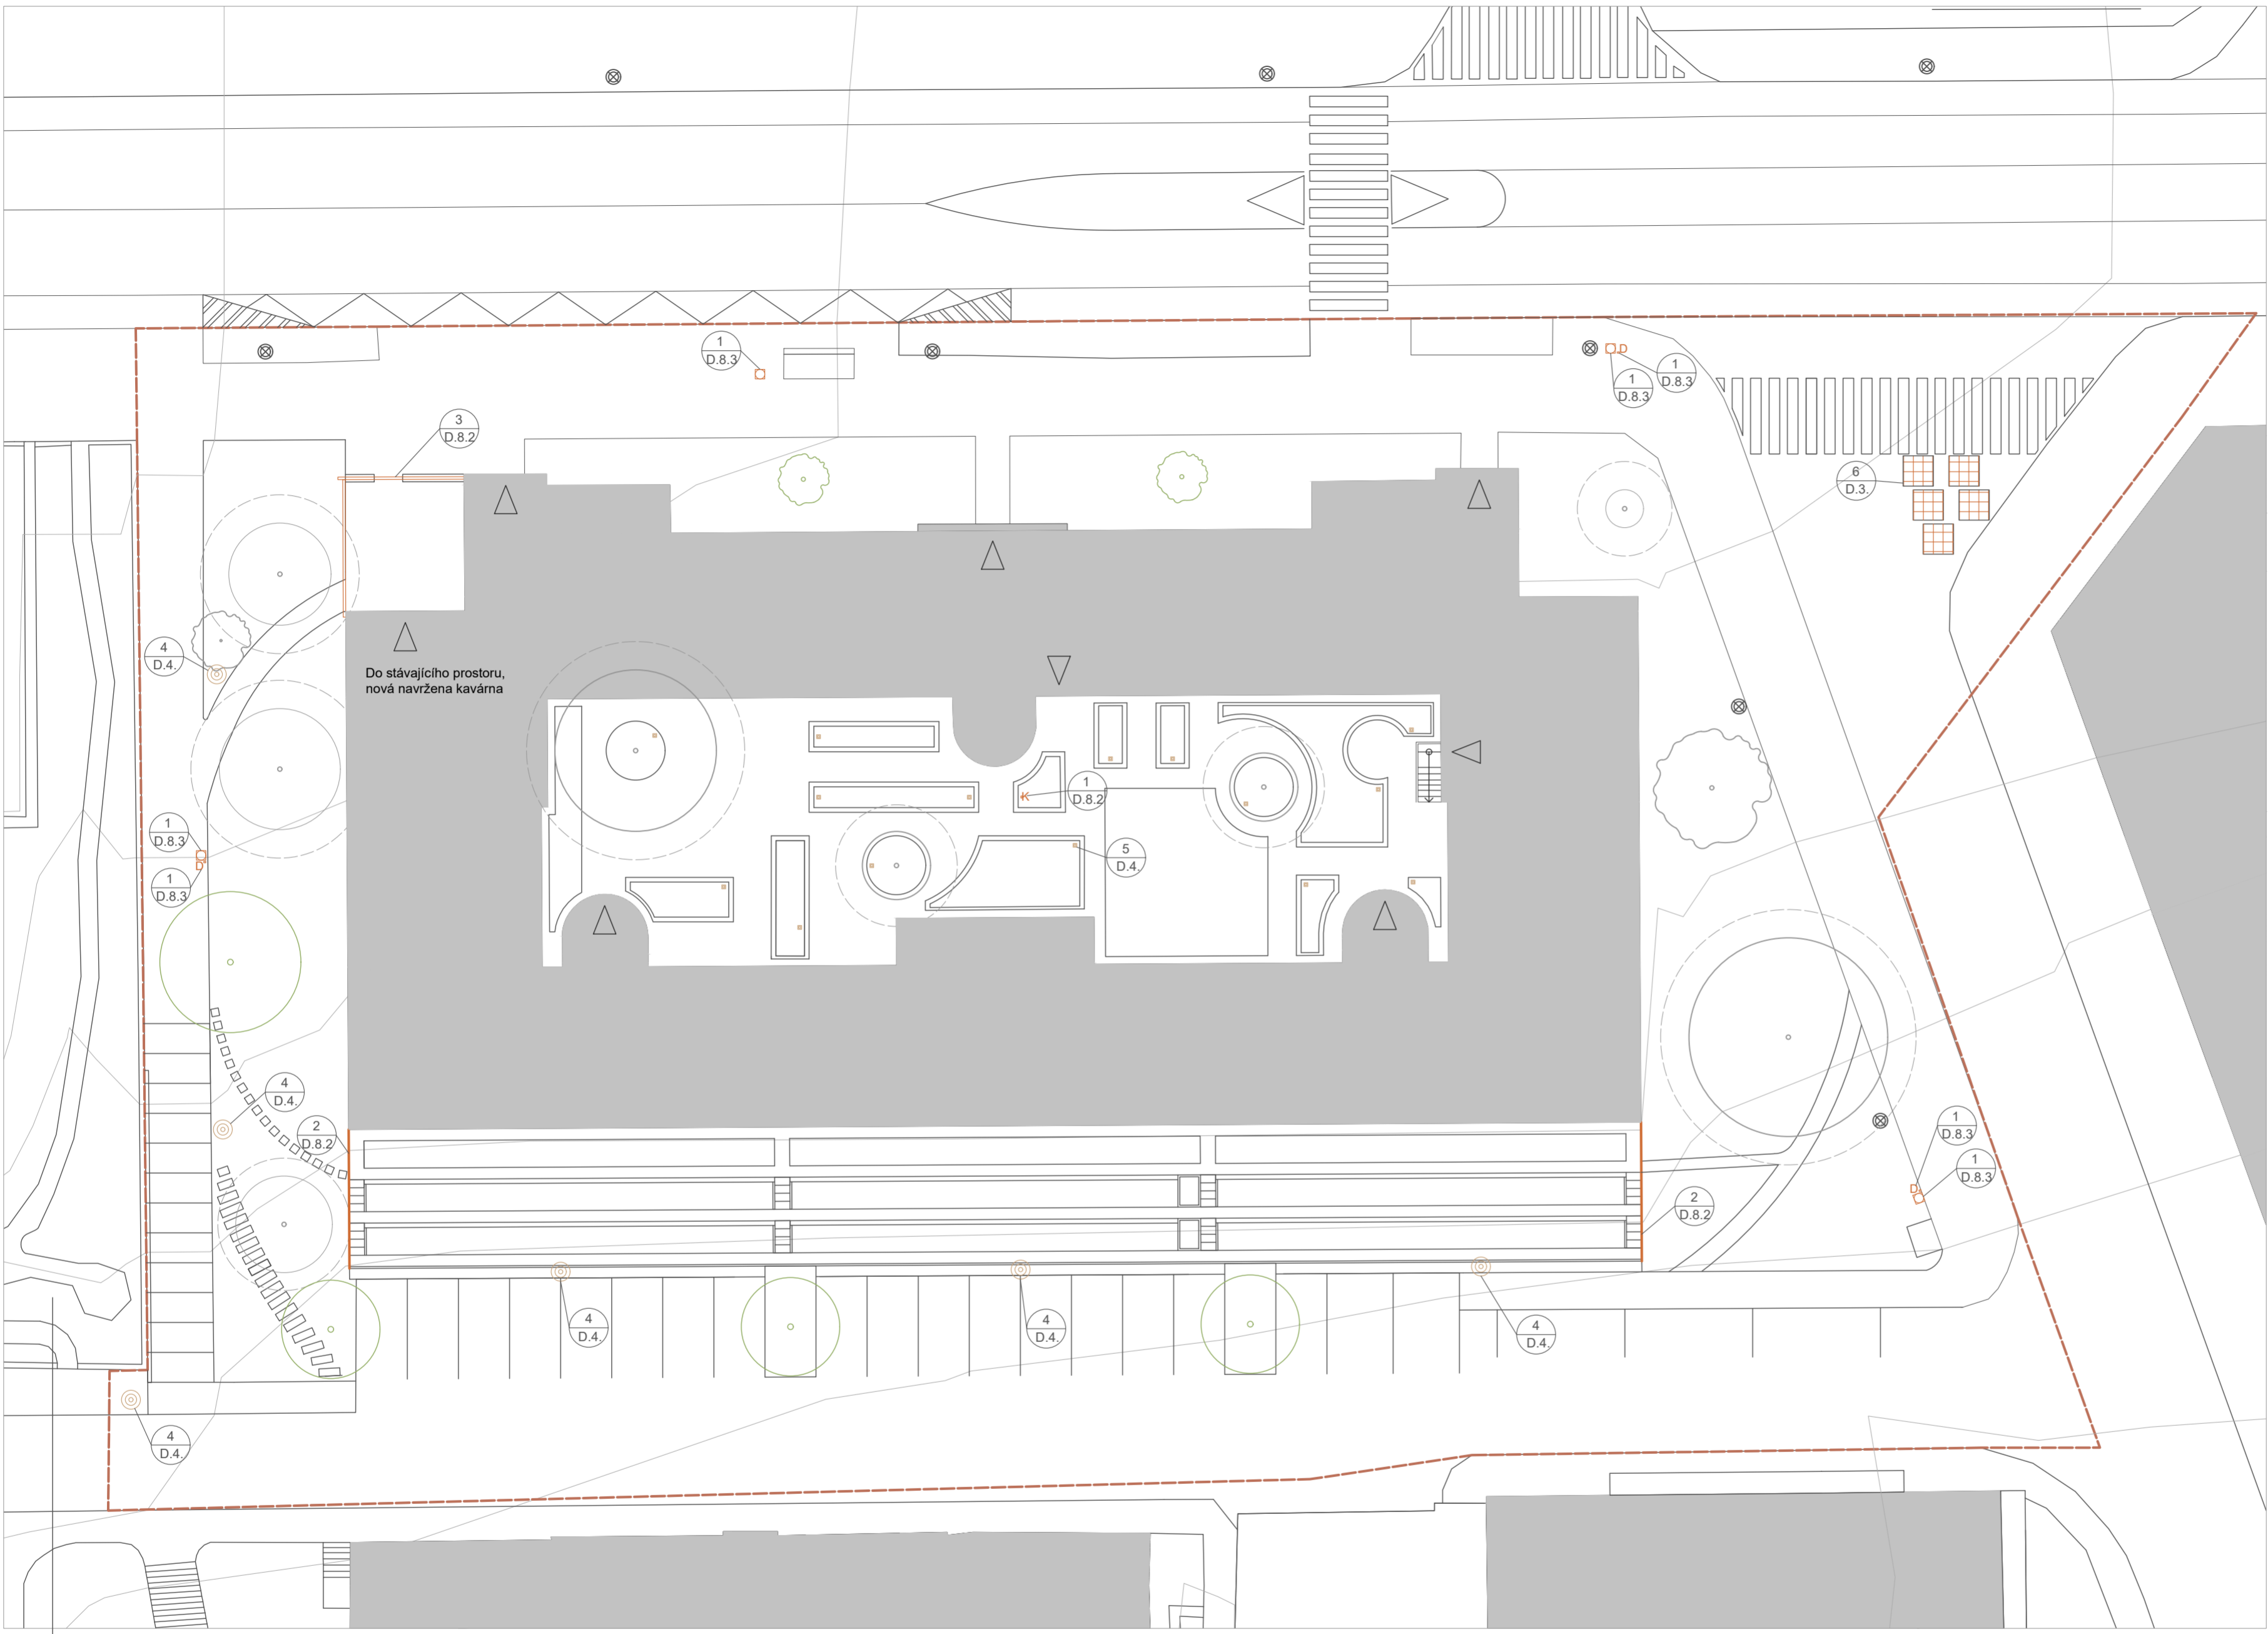 1
D.8.3
D
1
D.8.3
1
D.8.3
3
D.8.2
6
D.3.
4
D.4.
Do stávajícího prostoru,
nová navržena kavárna
K
1
D.8.2
1
D.8.3
D
1
D.8.3
5
D.4.
4
D.4.
2
D.8.2
1
D.8.3
1
D.8.3
D
2
D.8.2
4
D.4.
4
D.4.
4
D.4.
4
D.4.